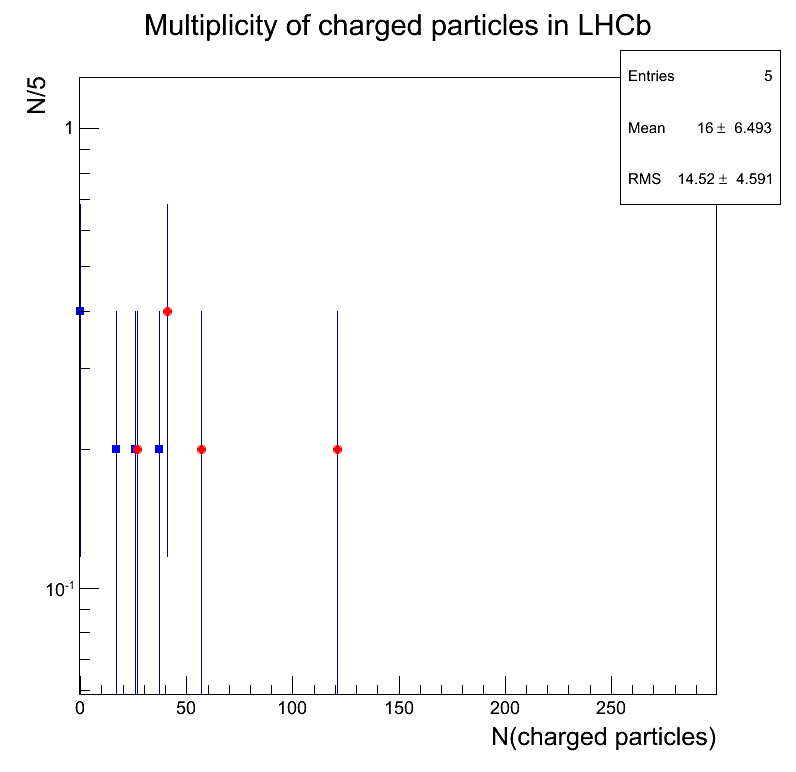 Multiplicity of charged particles in LHCb
N/5
Entries 5
Mean 16 ± 6.493
RMS 14.52 ± 4.591
1
10⁻¹
0 50 100 150 200 250
N(charged particles)